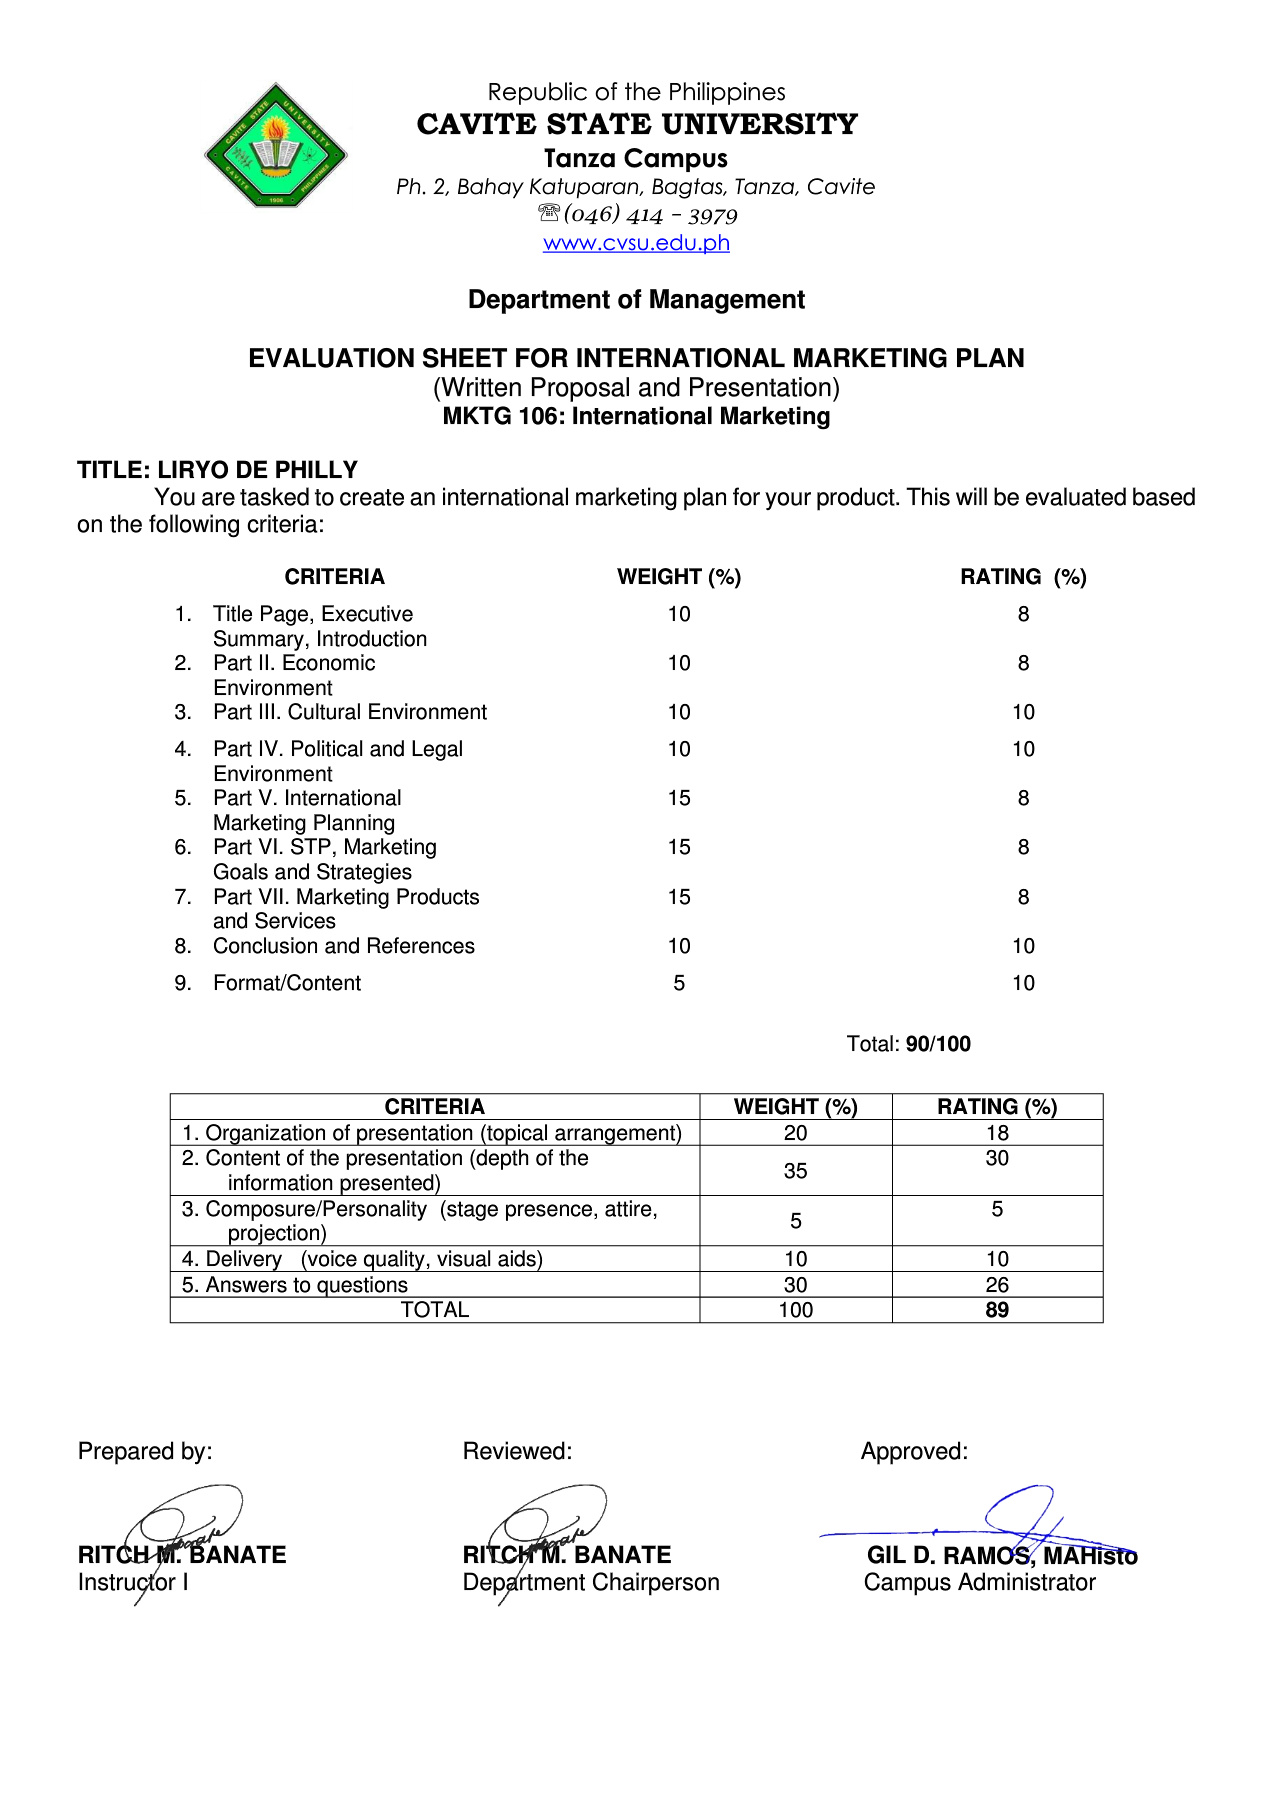 CAVITE STATE UNIVERSITY
CAVITE PHILIPPINES
1906
Republic of the Philippines
CAVITE STATE UNIVERSITY
Tanza Campus
Ph. 2, Bahay Katuparan, Bagtas, Tanza, Cavite
☏(046) 414 – 3979
www.cvsu.edu.ph
Department of Management
EVALUATION SHEET FOR INTERNATIONAL MARKETING PLAN
(Written Proposal and Presentation)
MKTG 106: International Marketing
TITLE: LIRYO DE PHILLY
You are tasked to create an international marketing plan for your product. This will be evaluated based
on the following criteria:
CRITERIA WEIGHT (%) RATING (%)
1. Title Page, Executive 10 8
Summary, Introduction
2. Part II. Economic 10 8
Environment
3. Part III. Cultural Environment 10 10
4. Part IV. Political and Legal 10 10
Environment
5. Part V. International 15 8
Marketing Planning
6. Part VI. STP, Marketing 15 8
Goals and Strategies
7. Part VII. Marketing Products 15 8
and Services
8. Conclusion and References 10 10
9. Format/Content 5 10
Total: 90/100
CRITERIA WEIGHT (%) RATING (%)
1. Organization of presentation (topical arrangement) 20 18
2. Content of the presentation (depth of the 35 30
information presented)
3. Composure/Personality (stage presence, attire, 5 5
projection)
4. Delivery (voice quality, visual aids) 10 10
5. Answers to questions 30 26
TOTAL 100 89
Prepared by: Reviewed: Approved:
RITCH M. BANATE RITCH M. BANATE GIL D. RAMOS, MAHisto
Instructor I Department Chairperson Campus Administrator